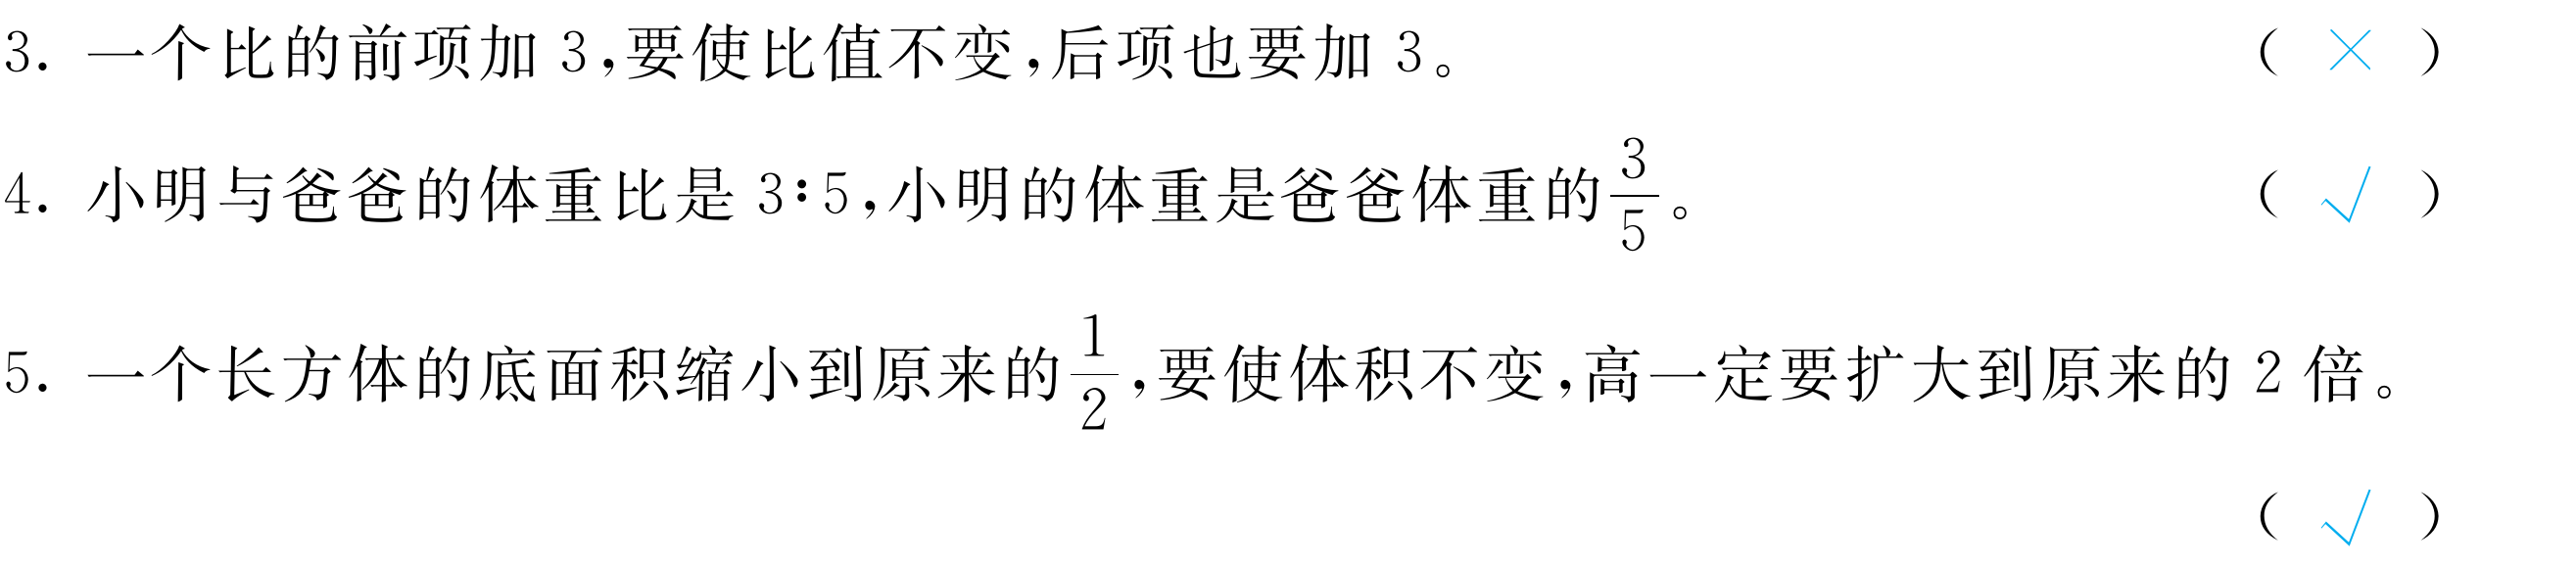 3. 一个比的前项加 3,要使比值不变,后项也要加 3。 ( × )
4. 小明与爸爸的体重比是 3∶5,小明的体重是爸爸体重的3/5。 ( √ )
5. 一个长方体的底面积缩小到原来的1/2,要使体积不变,高一定要扩大到原来的 2 倍。
( √ )